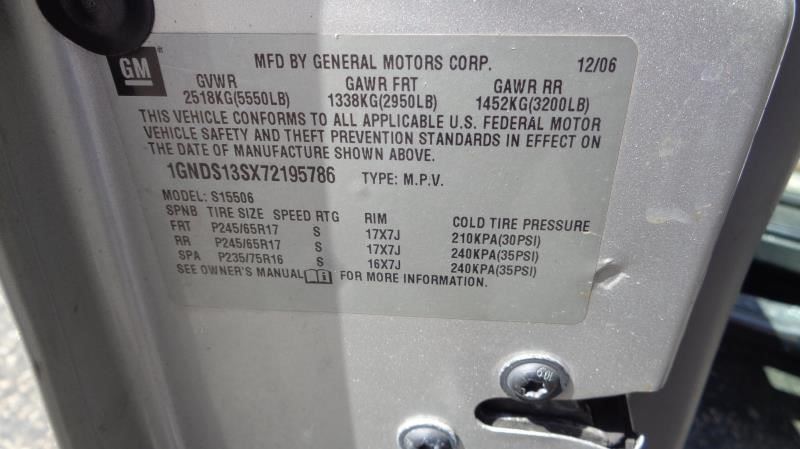 GM
MFD BY GENERAL MOTORS CORP. 12/06
GVWR GAWR FRT GAWR RR
2518KG(5550LB) 1338KG(2950LB) 1452KG(3200LB)
THIS VEHICLE CONFORMS TO ALL APPLICABLE U.S. FEDERAL MOTOR
VEHICLE SAFETY AND THEFT PREVENTION STANDARDS IN EFFECT ON
THE DATE OF MANUFACTURE SHOWN ABOVE.
1GNDS13SX72195786 TYPE: M.P.V.
MODEL: S15506
SPNB TIRE SIZE SPEED RTG RIM COLD TIRE PRESSURE
FRT P245/65R17 S 17X7J 210KPA(30PSI)
RR P245/65R17 S 17X7J 240KPA(35PSI)
SPA P235/75R16 S 16X7J 240KPA(35PSI)
SEE OWNER'S MANUAL FOR MORE INFORMATION.
10.9